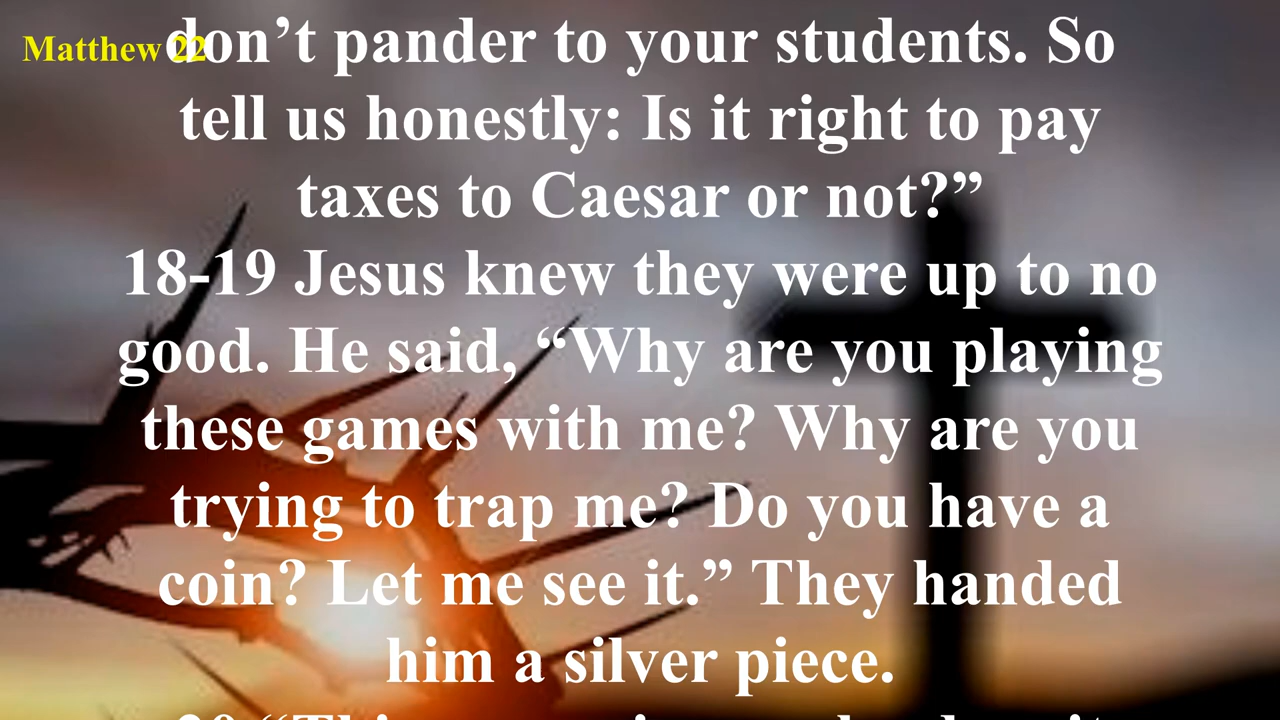 Matthew 22
don’t pander to your students. So
tell us honestly: Is it right to pay
taxes to Caesar or not?”
18-19 Jesus knew they were up to no
good. He said, “Why are you playing
these games with me? Why are you
trying to trap me? Do you have a
coin? Let me see it.” They handed
him a silver piece.